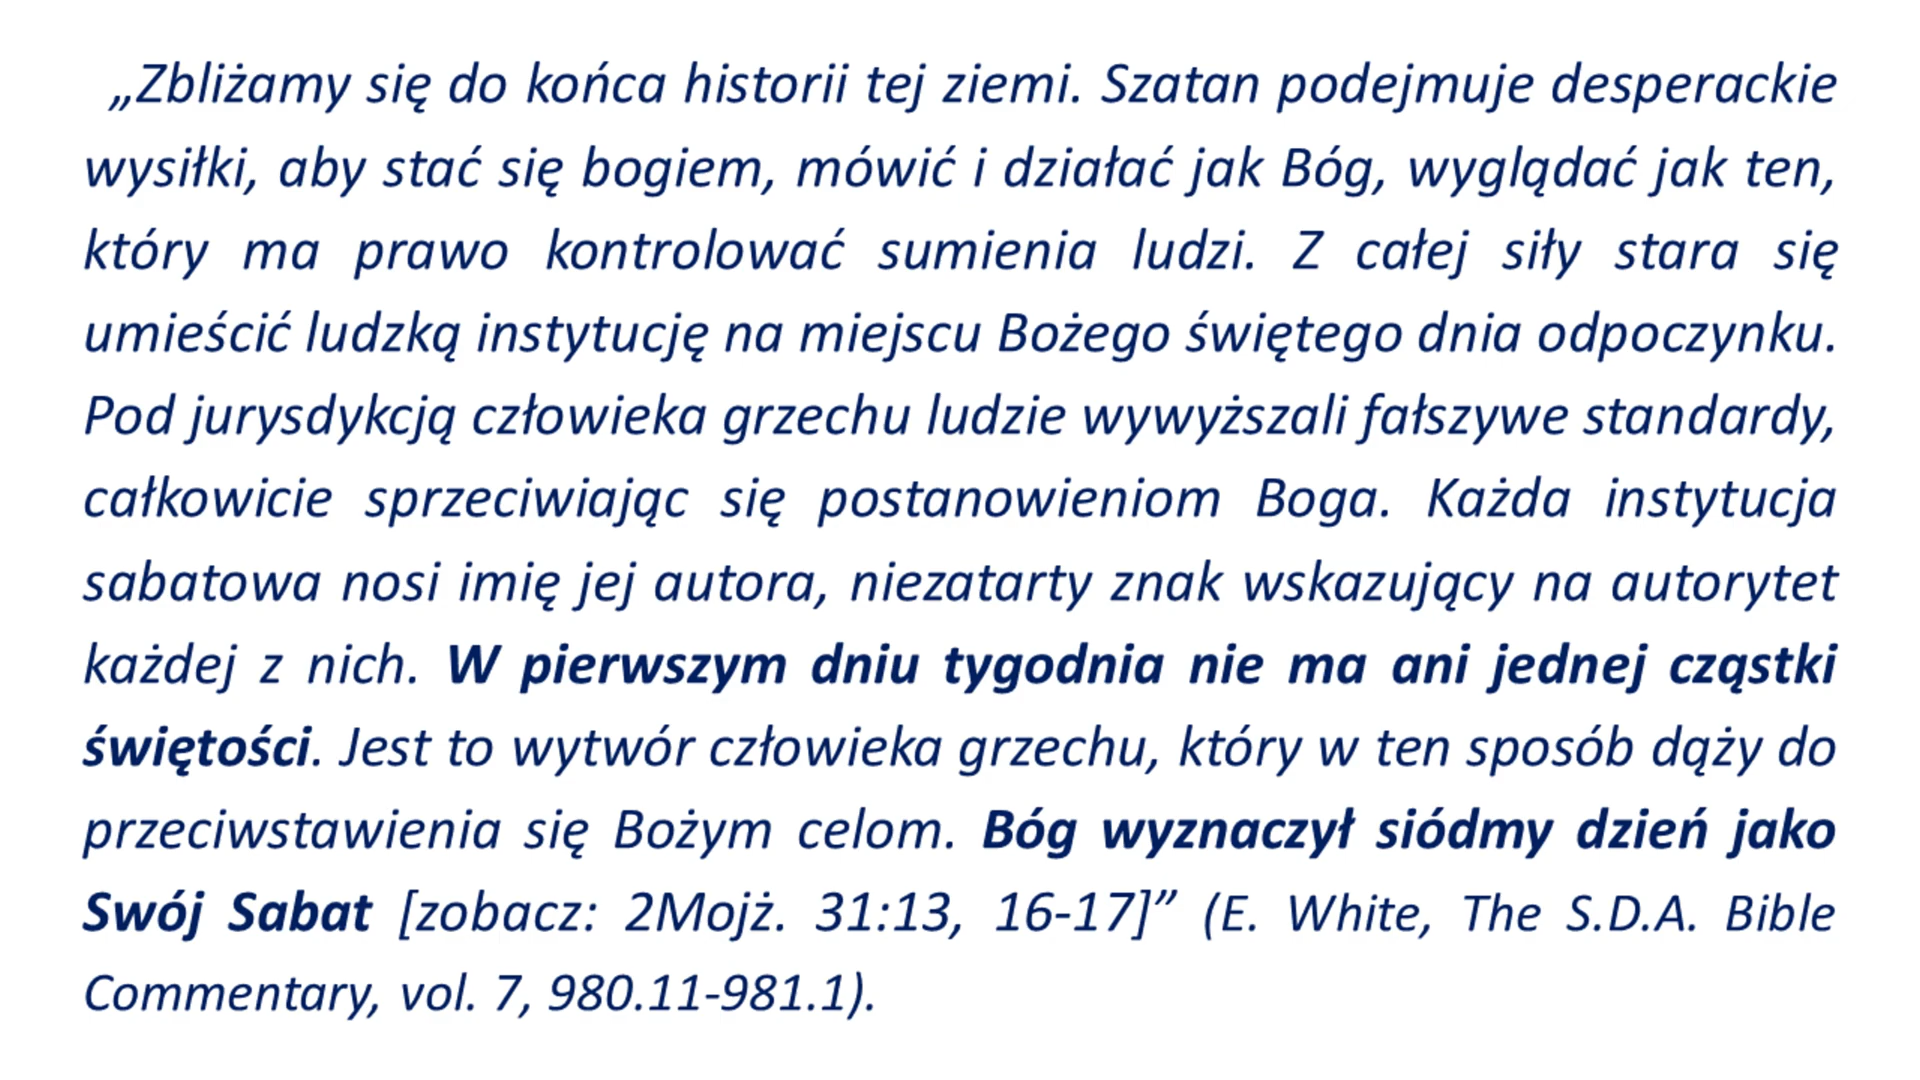 „Zbliżamy się do końca historii tej ziemi. Szatan podejmuje desperackie
wysiłki, aby stać się bogiem, mówić i działać jak Bóg, wyglądać jak ten,
który ma prawo kontrolować sumienia ludzi. Z całej siły stara się
umieścić ludzką instytucję na miejscu Bożego świętego dnia odpoczynku.
Pod jurysdykcją człowieka grzechu ludzie wywyższali fałszywe standardy,
całkowicie sprzeciwiając się postanowieniom Boga. Każda instytucja
sabatowa nosi imię jej autora, niezatarty znak wskazujący na autorytet
każdej z nich. W pierwszym dniu tygodnia nie ma ani jednej cząstki
świętości. Jest to wytwór człowieka grzechu, który w ten sposób dąży do
przeciwstawienia się Bożym celom. Bóg wyznaczył siódmy dzień jako
Swój Sabat [zobacz: 2Mojż. 31:13, 16-17]” (E. White, The S.D.A. Bible
Commentary, vol. 7, 980.11-981.1).